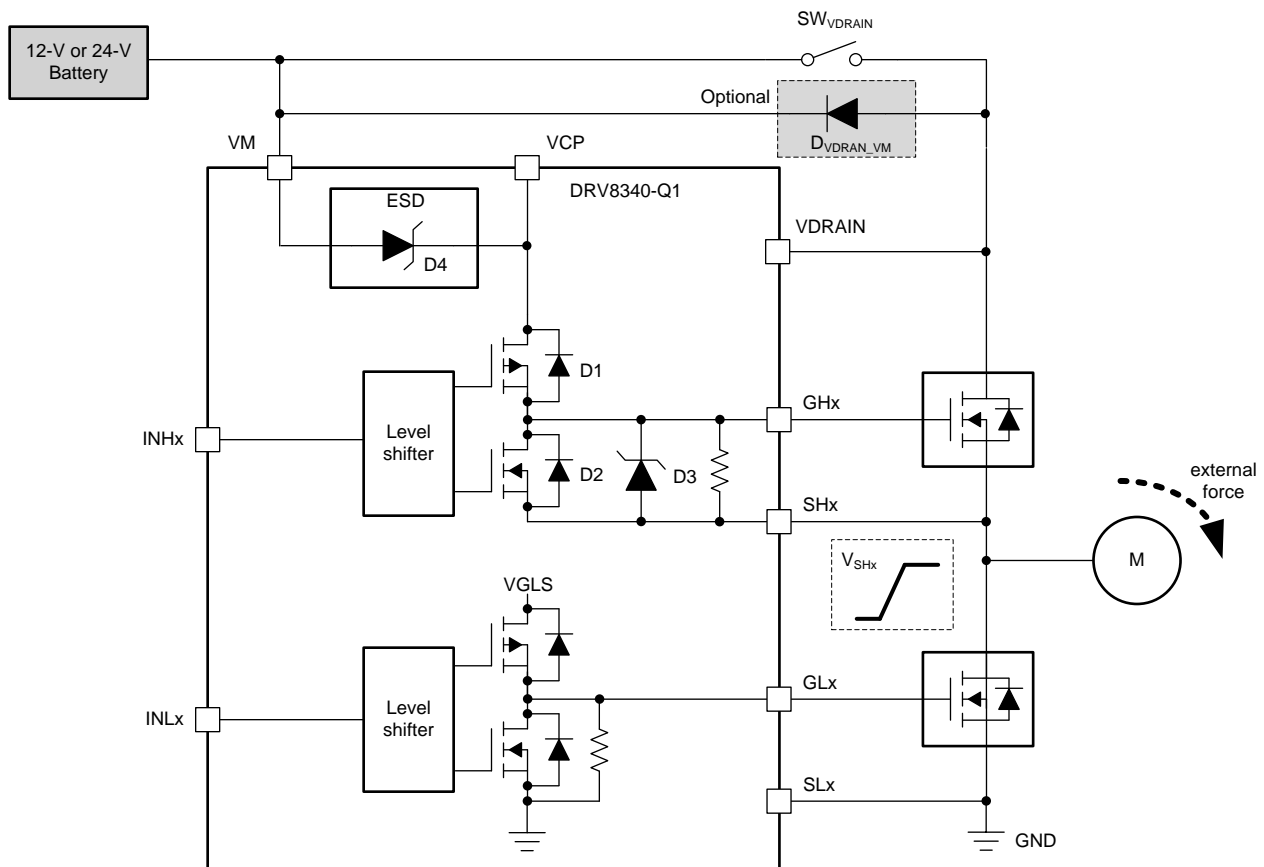 SWVDRAIN
12-V or 24-V
Battery
Optional
DVDRAN_VM
VM
VCP
ESD
DRV8340-Q1
D4
VDRAIN
D1
GHx
INHx
Level
shifter
D2
D3
external
force
SHx
VSHx
M
VGLS
GLx
INLx
Level
shifter
SLx
GND